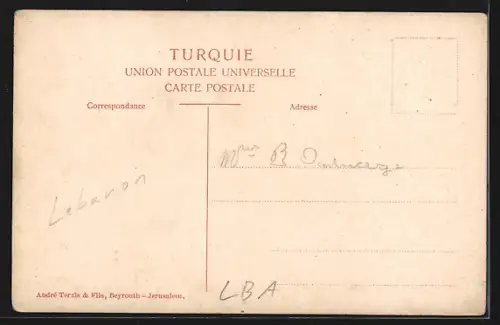 TURQUIE
UNION POSTALE UNIVERSELLE
CARTE POSTALE
Correspondance
Adresse
R
Lebanon
André Terzis & Fils, Beyrouth – Jerusalem.
LBA